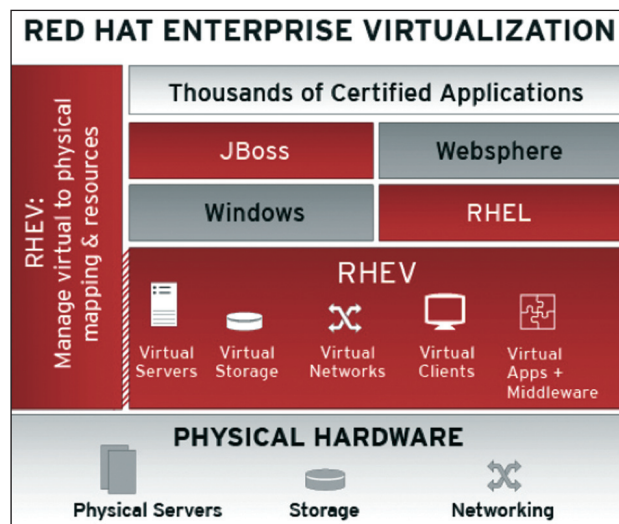 RED HAT ENTERPRISE VIRTUALIZATION
RHEV:
Manage virtual to physical
mapping & resources
Thousands of Certified Applications
JBoss
Websphere
Windows
RHEL
RHEV
Virtual
Servers
Virtual
Storage
Virtual
Networks
Virtual
Clients
Virtual
Apps +
Middleware
PHYSICAL HARDWARE
Physical Servers
Storage
Networking